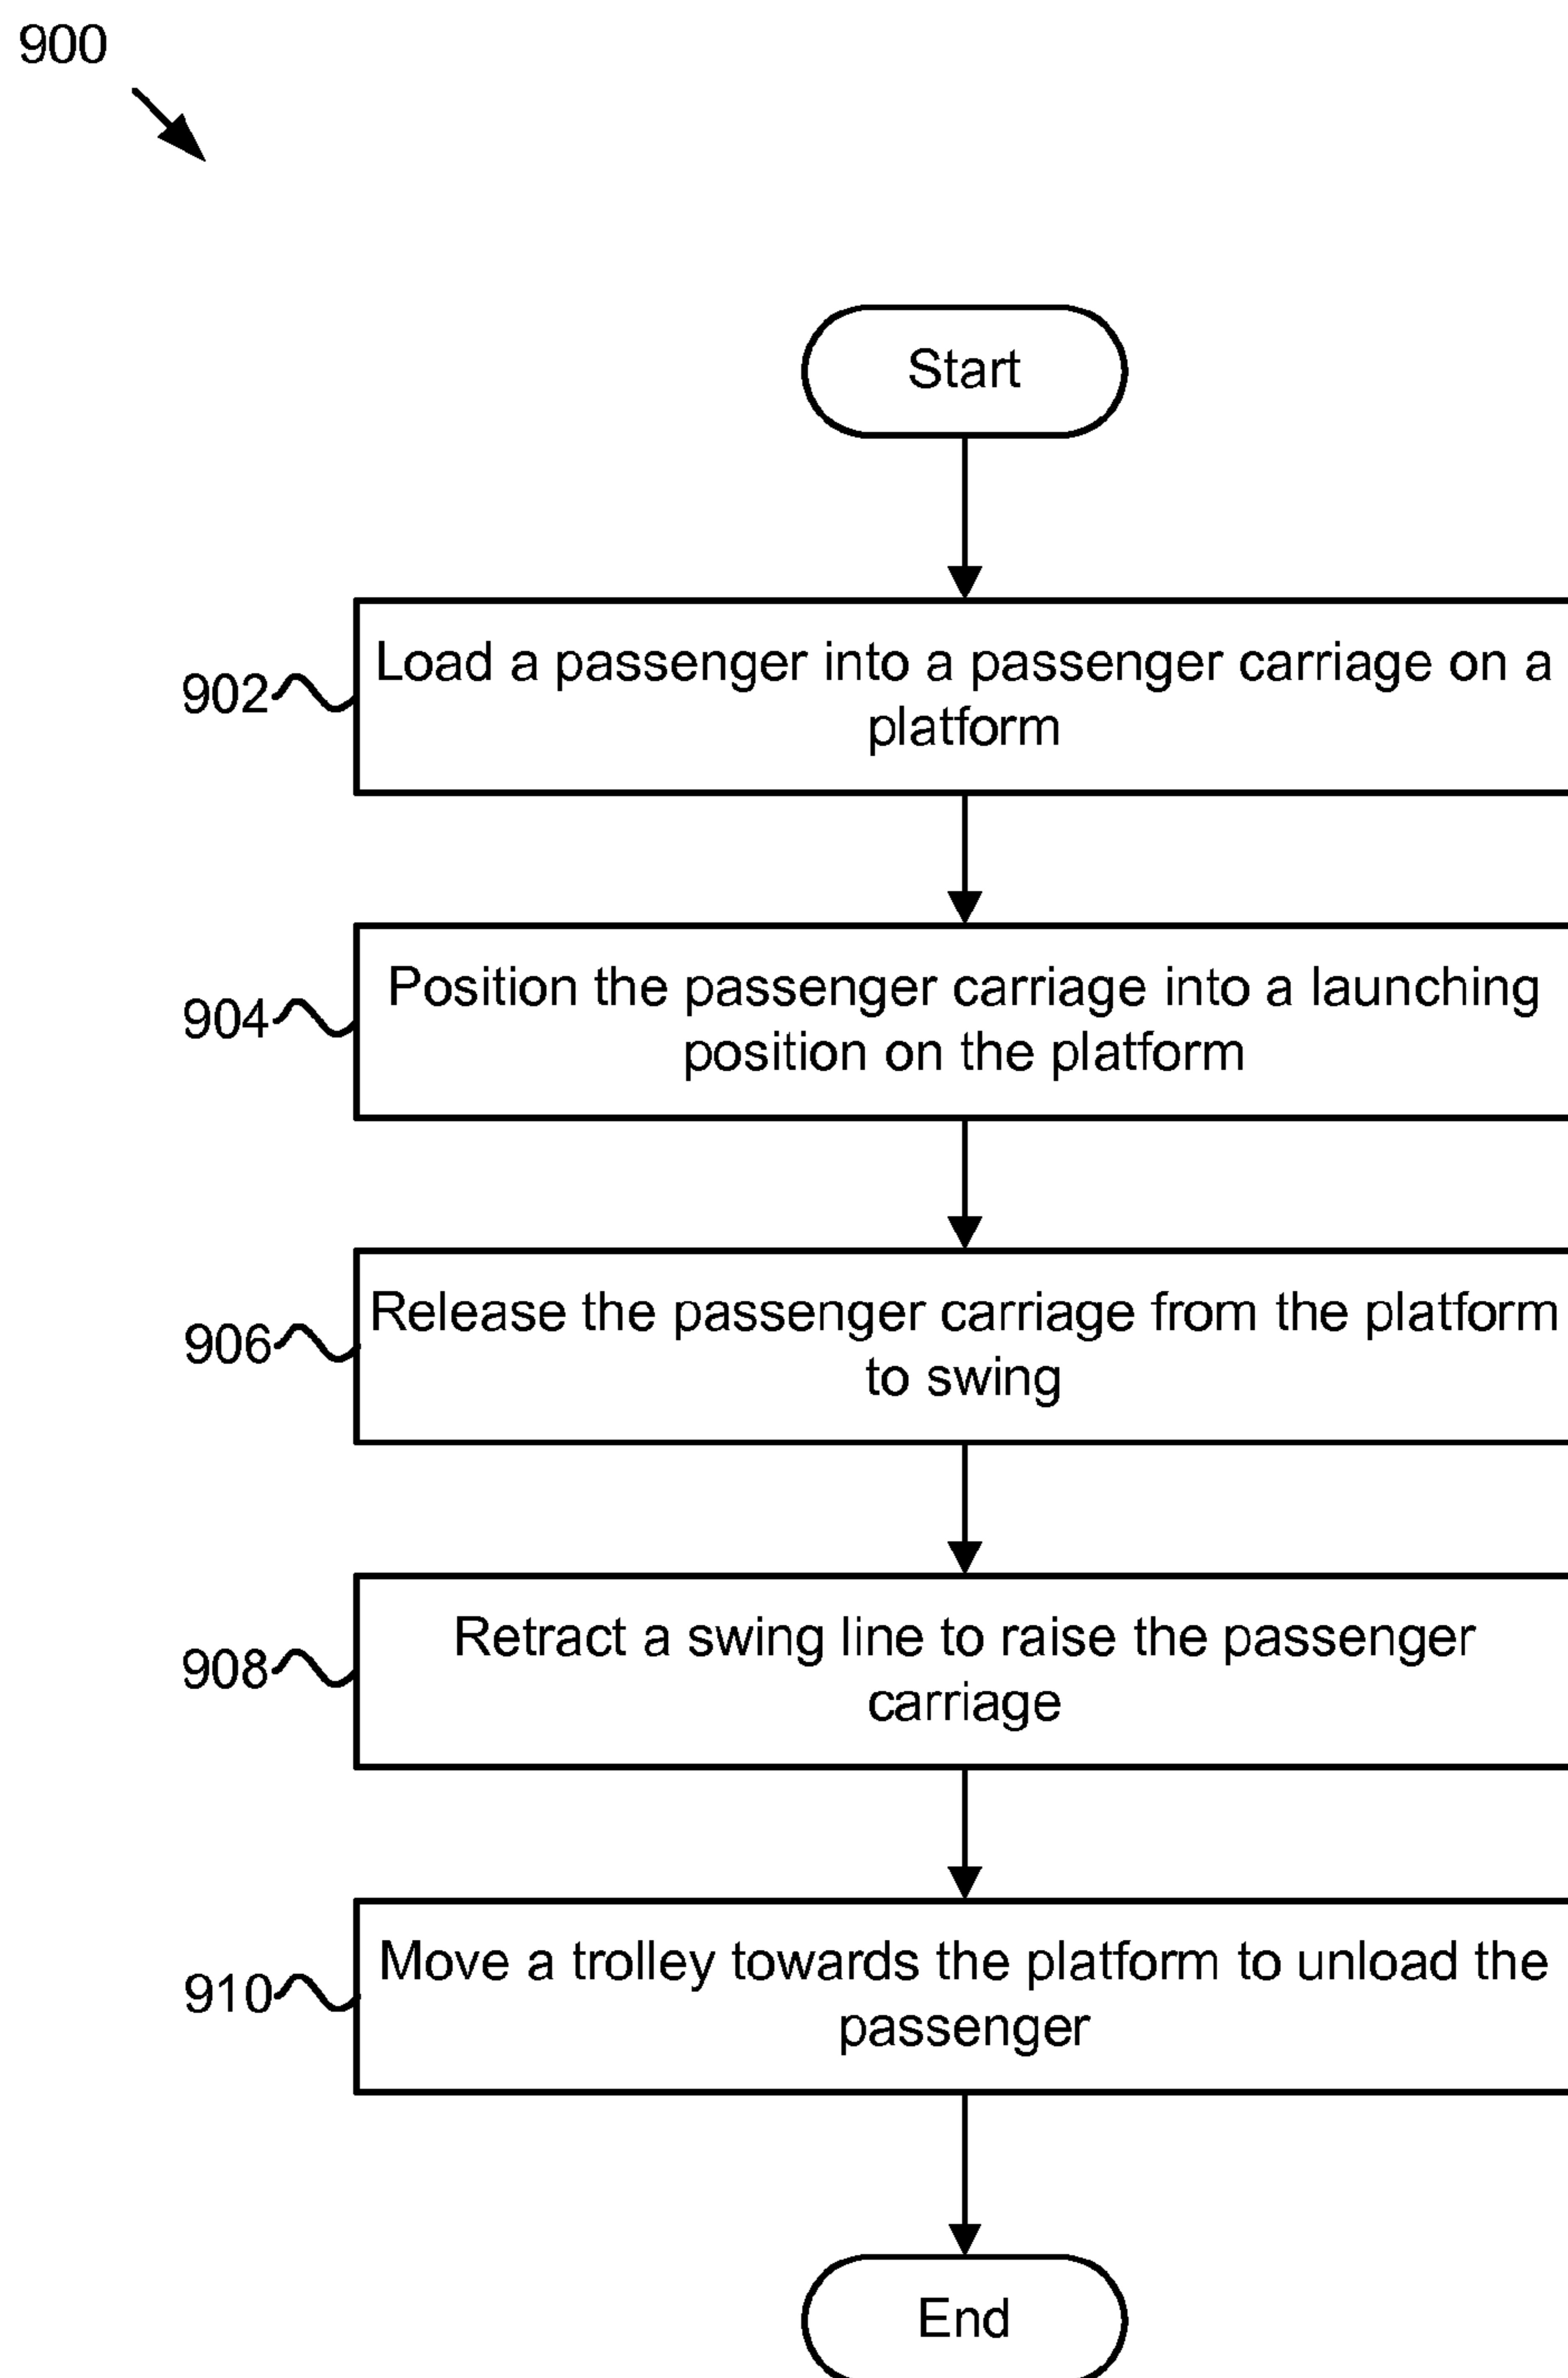 900
Start
902
Load a passenger into a passenger carriage on a
platform
904
Position the passenger carriage into a launching
position on the platform
906
Release the passenger carriage from the platform
to swing
908
Retract a swing line to raise the passenger
carriage
910
Move a trolley towards the platform to unload the
passenger
End